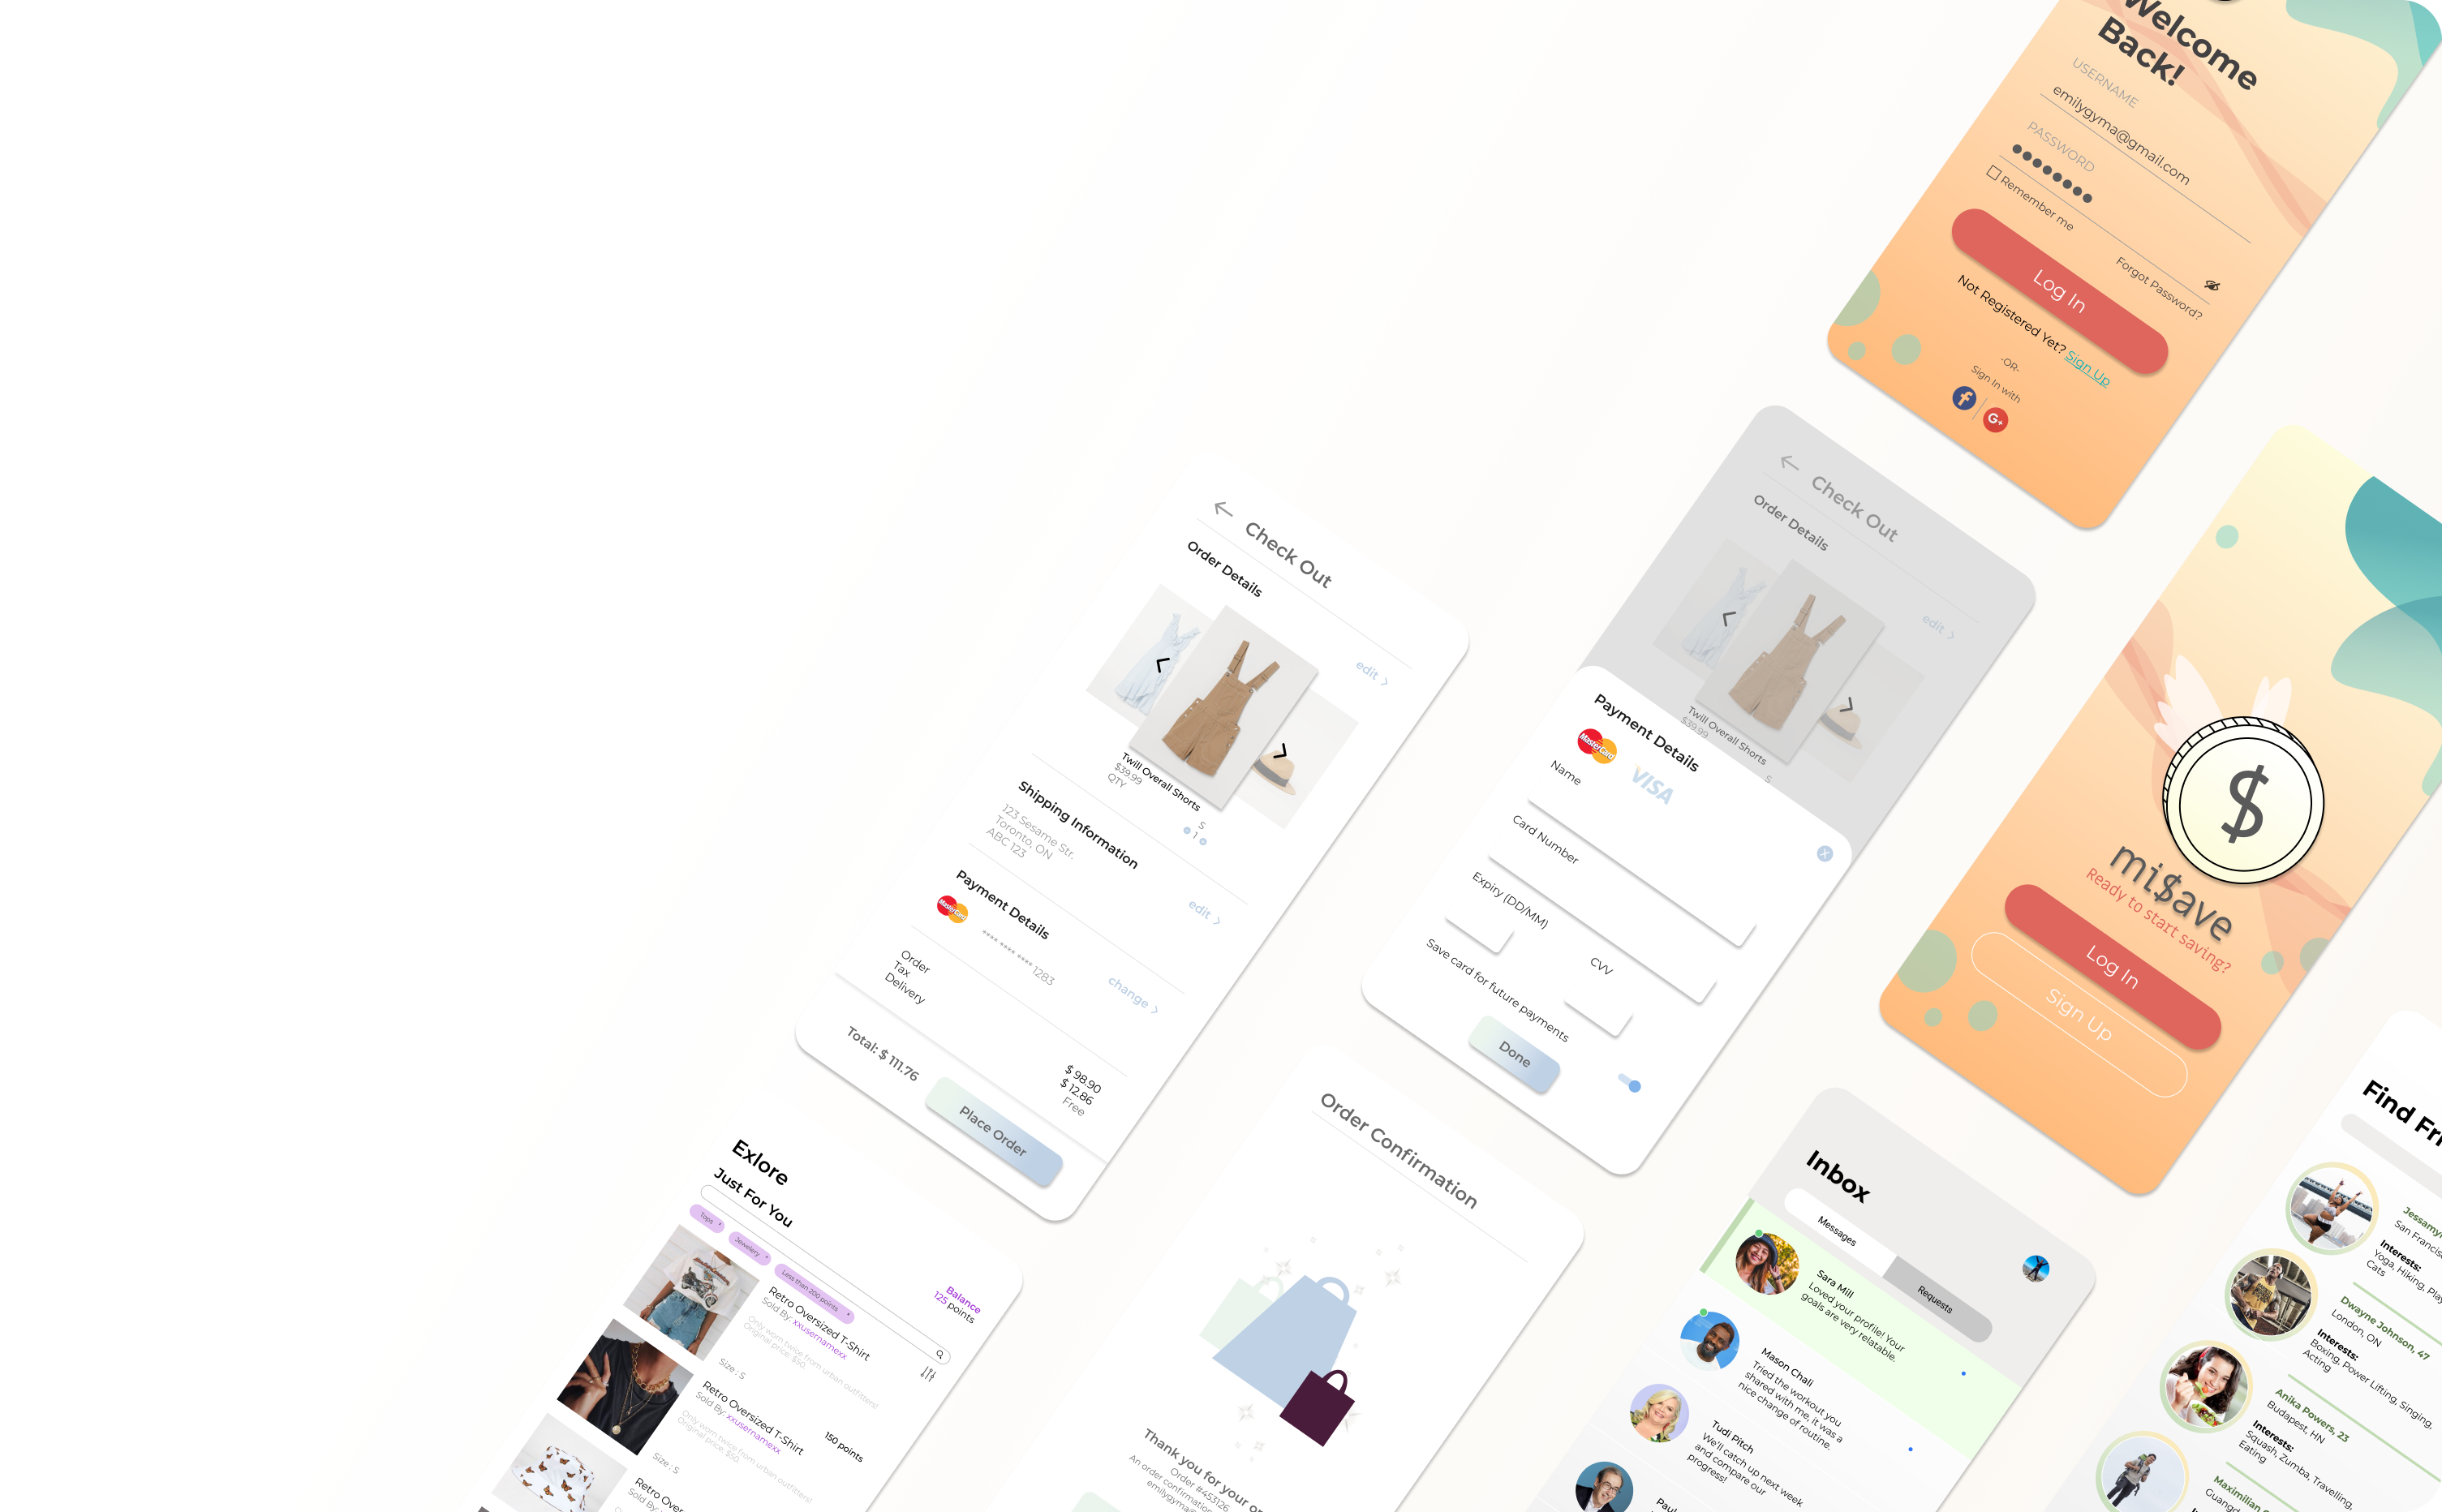 Welcome
Back!
USERNAME
emilygyma@gmail.com
PASSWORD
Remember me
Forgot Password?
Log In
Not Registered Yet? Sign Up
-OR-
Sign In with
f
G+
Check Out
Order Details
edit >
Twill Overall Shorts
$39.99
QTY
S
1
Shipping Information
123 Sesame Str.
Toronto, ON
ABC 123
edit >
Payment Details
MasterCard
**** **** **** 1283
change >
Order
Tax
Delivery
$ 98.90
$ 12.86
Free
Total: $ 111.76
Place Order
Check Out
Order Details
edit >
Twill Overall Shorts
$39.99
S
Payment Details
MasterCard
VISA
X
Name
Card Number
Expiry (DD/MM)
CVV
Save card for future payments
Done
$
mi$ave
Ready to start saving?
Log In
Sign Up
Exlore
Just For You
Balance
125 points
Tops x
Jewelery x
Less than 200 points x
Retro Oversized T-Shirt
Sold By: xxusernamexx
Only worn twice from urban outfitters!
Original price: $50.
Size : S
150 points
Retro Oversized T-Shirt
Sold By: xxusernamexx
Only worn twice from urban outfitters!
Original price: $50.
Size : S
Retro Over
Sold By:
Order Confirmation
Thank you for your or
Order #453126
An order confirmation
emilygyma@
Inbox
Messages
Requests
Sara Mill
Loved your profile! Your
goals are very relatable.
Mason Chali
Tried the workout you
shared with me, it was a
nice change of routine.
Tudi Pitch
We'll catch up next week
and compare our
progress!
Paul
Find Fri
Jessamy
San Francis
Interests:
Yoga, Hiking, Play
Cats
Dwayne Johnson, 47
London, ON
Interests:
Boxing, Power Lifting, Singing,
Acting
Anika Powers, 23
Budapest, HN
Interests:
Squash, Zumba, Travelling,
Eating
Maximilian
Guangd